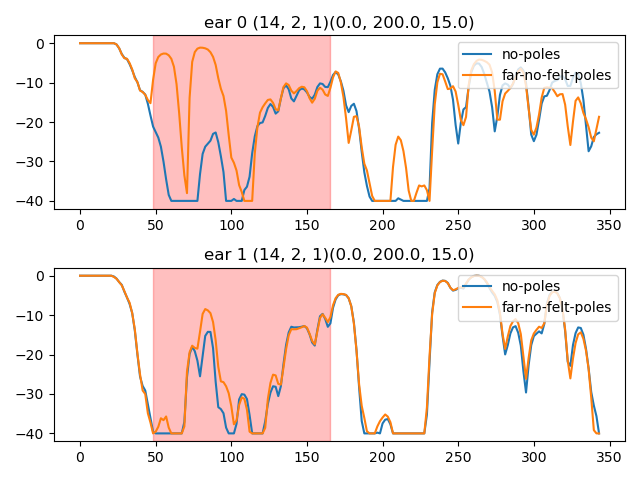 ear 0 (14, 2, 1)(0.0, 200.0, 15.0)
0
−10
−20
−30
−40
no-poles
far-no-felt-poles
0 50 100 150 200 250 300 350
ear 1 (14, 2, 1)(0.0, 200.0, 15.0)
0
−10
−20
−30
−40
no-poles
far-no-felt-poles
0 50 100 150 200 250 300 350